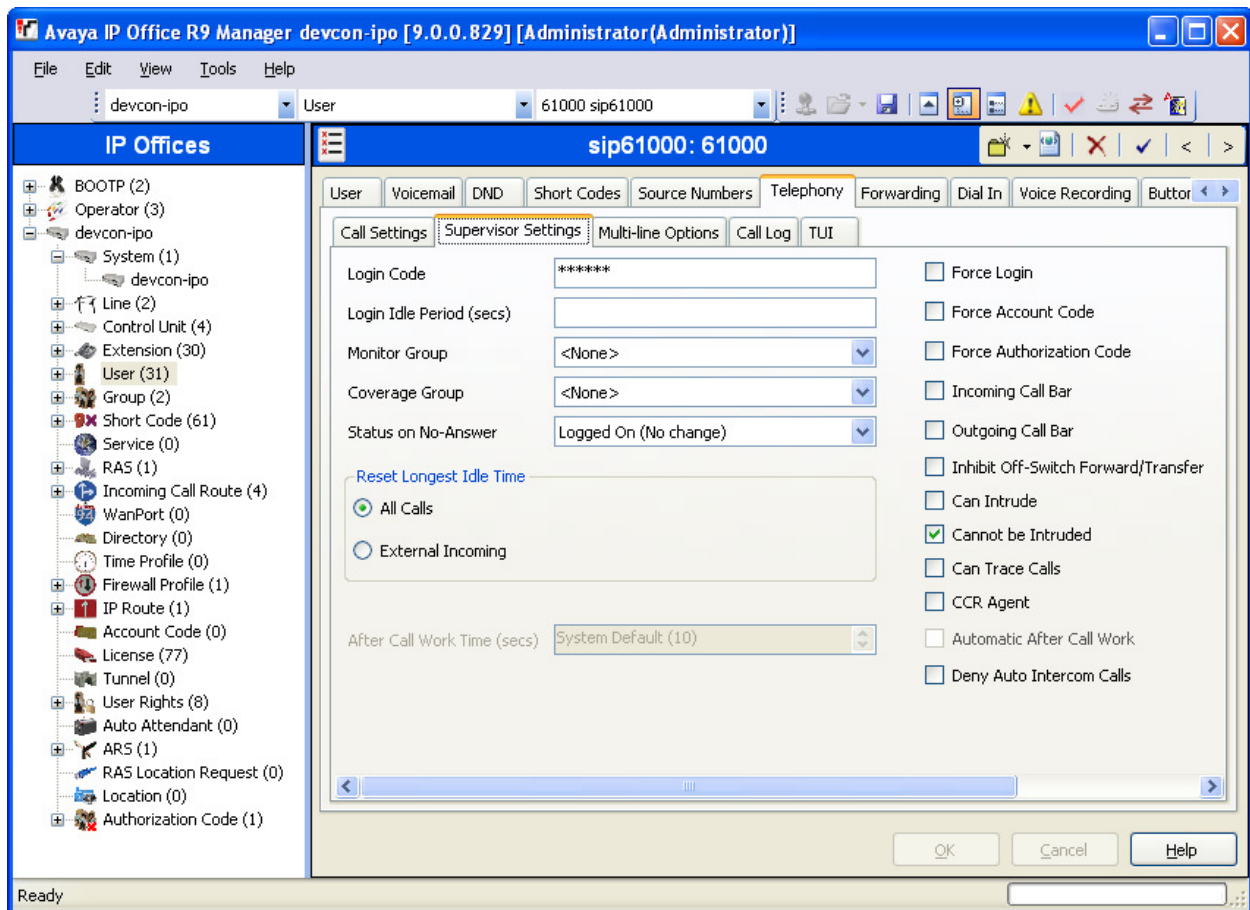 Avaya IP Office R9 Manager devcon-ipo [9.0.0.829] [Administrator(Administrator)]
File Edit View Tools Help
devcon-ipo User 61000 sip61000
IP Offices
BOOTP (2)
Operator (3)
devcon-ipo
System (1)
devcon-ipo
Line (2)
Control Unit (4)
Extension (30)
User (31)
Group (2)
Short Code (61)
Service (0)
RAS (1)
Incoming Call Route (4)
WanPort (0)
Directory (0)
Time Profile (0)
Firewall Profile (1)
IP Route (1)
Account Code (0)
License (77)
Tunnel (0)
User Rights (8)
Auto Attendant (0)
ARS (1)
RAS Location Request (0)
Location (0)
Authorization Code (1)
sip61000: 61000
User Voicemail DND Short Codes Source Numbers Telephony Forwarding Dial In Voice Recording Button
Call Settings Supervisor Settings Multi-line Options Call Log TUI
Login Code ******
Login Idle Period (secs)
Monitor Group <None>
Coverage Group <None>
Status on No-Answer Logged On (No change)
Reset Longest Idle Time
All Calls
External Incoming
After Call Work Time (secs) System Default (10)
Force Login
Force Account Code
Force Authorization Code
Incoming Call Bar
Outgoing Call Bar
Inhibit Off-Switch Forward/Transfer
Can Intrude
Cannot be Intruded
Can Trace Calls
CCR Agent
Automatic After Call Work
Deny Auto Intercom Calls
OK Cancel Help
Ready